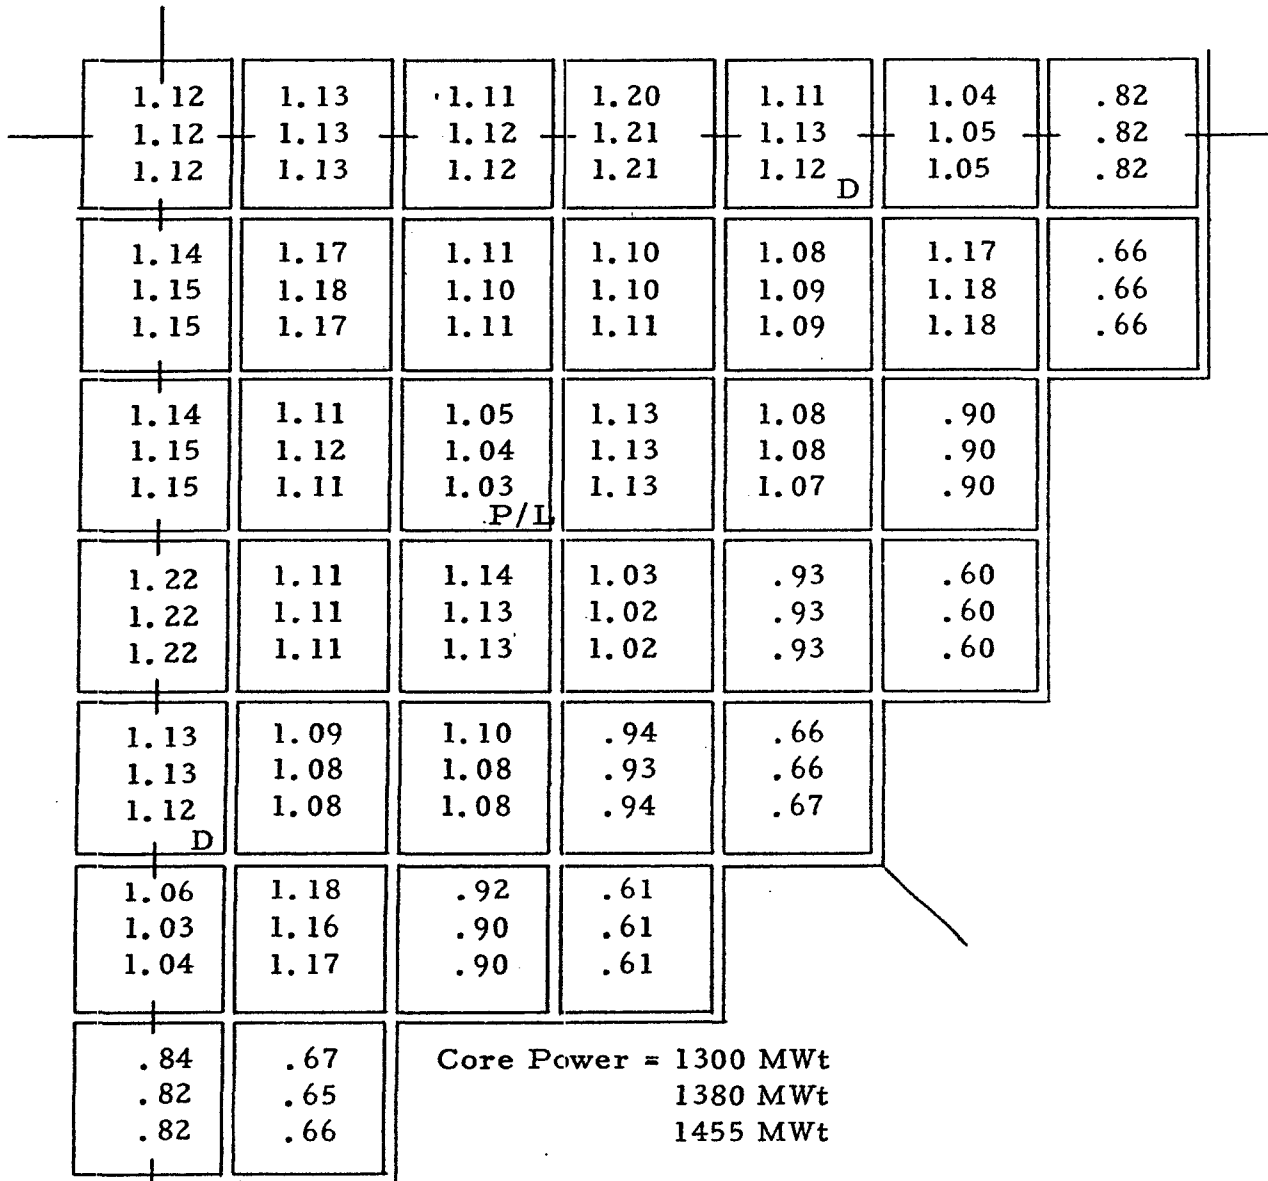 1.12 1.13 1.11 1.20 1.11 1.04 .82
1.12 1.13 1.12 1.21 1.13 1.05 .82
1.12 1.13 1.12 1.21 1.12 1.05 .82
D
1.14 1.17 1.11 1.10 1.08 1.17 .66
1.15 1.18 1.10 1.10 1.09 1.18 .66
1.15 1.17 1.11 1.11 1.09 1.18 .66
1.14 1.11 1.05 1.13 1.08 .90
1.15 1.12 1.04 1.13 1.08 .90
1.15 1.11 1.03 1.13 1.07 .90
P/L
1.22 1.11 1.14 1.03 .93 .60
1.22 1.11 1.13 1.02 .93 .60
1.22 1.11 1.13 1.02 .93 .60
1.13 1.09 1.10 .94 .66
1.13 1.08 1.08 .93 .66
1.12 1.08 1.08 .94 .67
D
1.06 1.18 .92 .61
1.03 1.16 .90 .61
1.04 1.17 .90 .61
.84 .67 Core Power = 1300 MWt
.82 .65 1380 MWt
.82 .66 1455 MWt